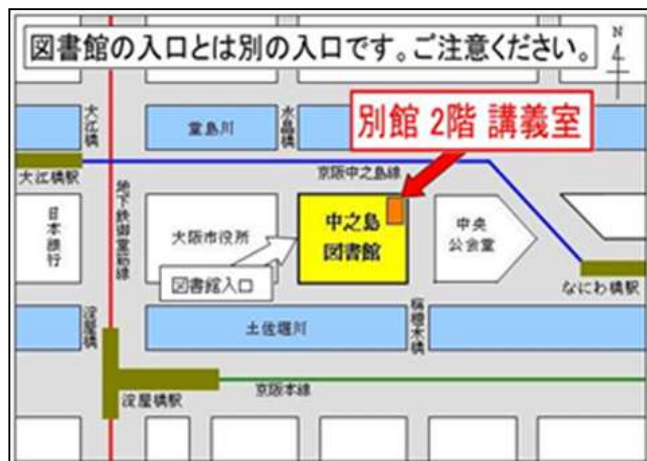 図書館の入口とは別の入口です。ご注意ください。
N
大江橋
堂島川
水晶橋
別館 2階 講義室
大江橋駅
京阪中之島線
日本銀行
地下鉄御堂筋線
大阪市役所
中之島
図書館
中央
公会堂
図書館入口
なにわ橋駅
淀屋橋
土佐堀川
栴檀木橋
淀屋橋駅
京阪本線